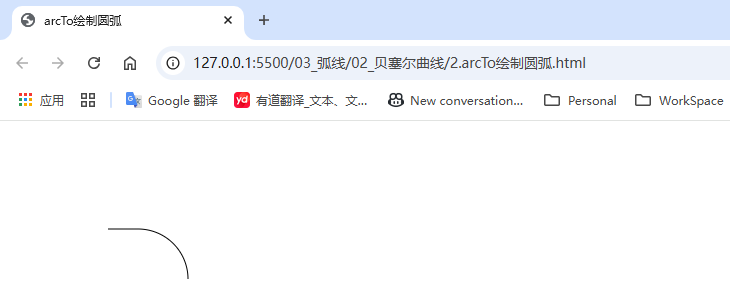 arcTo绘制圆弧
127.0.0.1:5500/03_弧线/02_贝塞尔曲线/2.arcTo绘制圆弧.html
应用 Google 翻译 yd 有道翻译_文本、文... New conversation... Personal WorkSpace